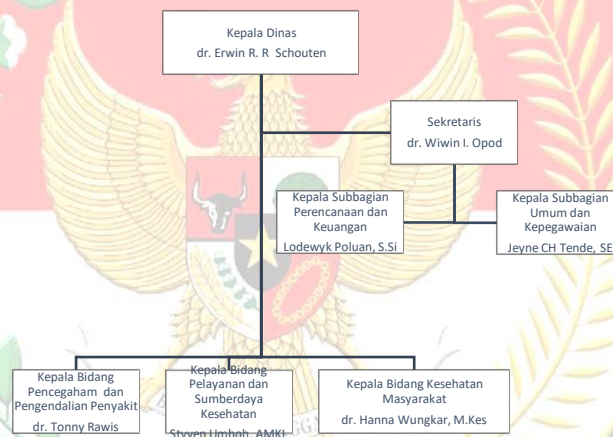 Kepala Dinas
dr. Erwin R. R Schouten
Sekretaris
dr. Wiwin I. Opod
Kepala Subbagian
Perencanaan dan
Keuangan
Lodewyk Poluan, S.Si
Kepala Subbagian
Umum dan
Kepegawaian
Jeyne CH Tende, SE
Kepala Bidang
Pencegaham dan
Pengendalian Penyakit
dr. Tonny Rawis
Kepala Bidang
Pelayanan dan
Sumberdaya
Kesehatan
Styven Umboh, AMKL
Kepala Bidang Kesehatan
Masyarakat
dr. Hanna Wungkar, M.Kes